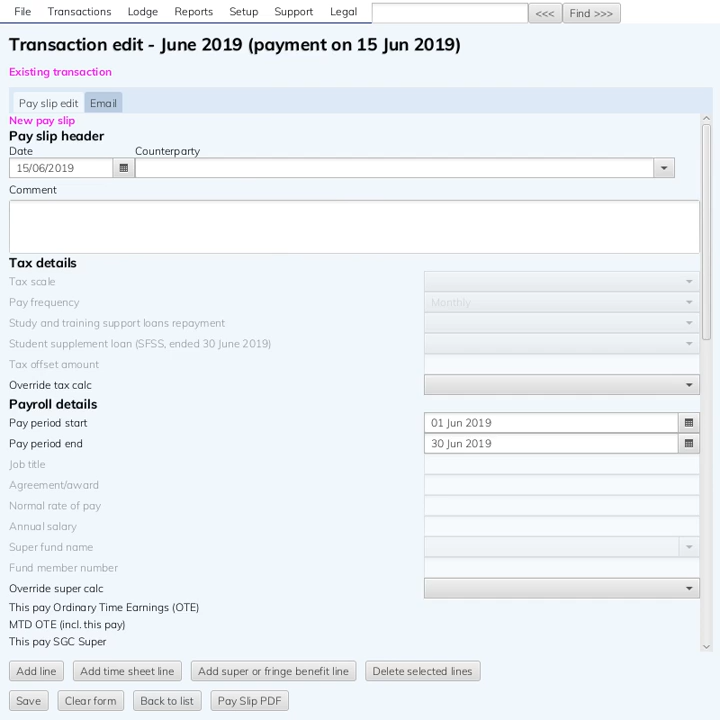 File Transactions Lodge Reports Setup Support Legal <<< Find >>>
Transaction edit - June 2019 (payment on 15 Jun 2019)
Existing transaction
Pay slip edit Email
New pay slip
Pay slip header
Date Counterparty
15/06/2019
Comment
Tax details
Tax scale
Pay frequency Monthly
Study and training support loans repayment
Student supplement loan (SFSS, ended 30 June 2019)
Tax offset amount
Override tax calc
Payroll details
Pay period start 01 Jun 2019
Pay period end 30 Jun 2019
Job title
Agreement/award
Normal rate of pay
Annual salary
Super fund name
Fund member number
Override super calc
This pay Ordinary Time Earnings (OTE)
MTD OTE (incl. this pay)
This pay SGC Super
Add line Add time sheet line Add super or fringe benefit line Delete selected lines
Save Clear form Back to list Pay Slip PDF